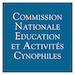 Commission
Nationale
Education
et Activités
Cynophiles